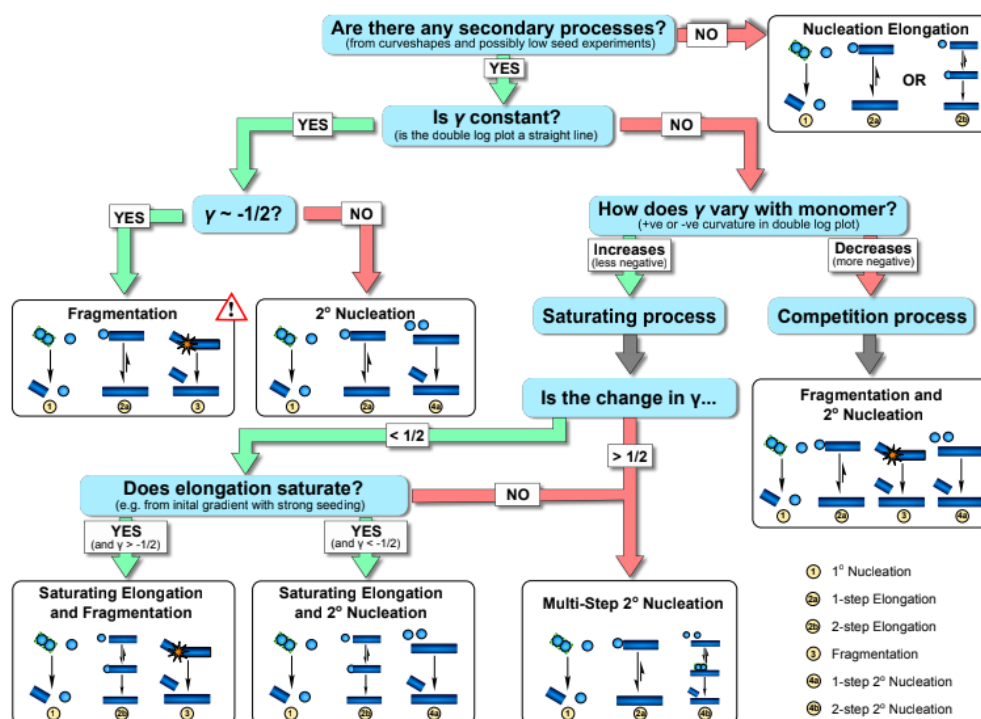 Are there any secondary processes?
(from curveshapes and possibly low seed experiments)
NO
Nucleation Elongation
OR
1
2a
2b
YES
Is γ constant?
(is the double log plot a straight line)
YES
NO
γ ~ -1/2?
YES
NO
How does γ vary with monomer?
(+ve or -ve curvature in double log plot)
Increases
(less negative)
Decreases
(more negative)
Fragmentation
!
1
2a
3
2° Nucleation
1
2a
4a
Saturating process
Competition process
Is the change in γ...
< 1/2
> 1/2
Fragmentation and
2° Nucleation
1
2a
3
4a
Does elongation saturate?
(e.g. from inital gradient with strong seeding)
NO
YES
(and γ > -1/2)
YES
(and γ < -1/2)
Saturating Elongation
and Fragmentation
1
2b
3
Saturating Elongation
and 2° Nucleation
1
2b
4a
Multi-Step 2° Nucleation
1
2a
4b
1 1° Nucleation
2a 1-step Elongation
2b 2-step Elongation
3 Fragmentation
4a 1-step 2° Nucleation
4b 2-step 2° Nucleation